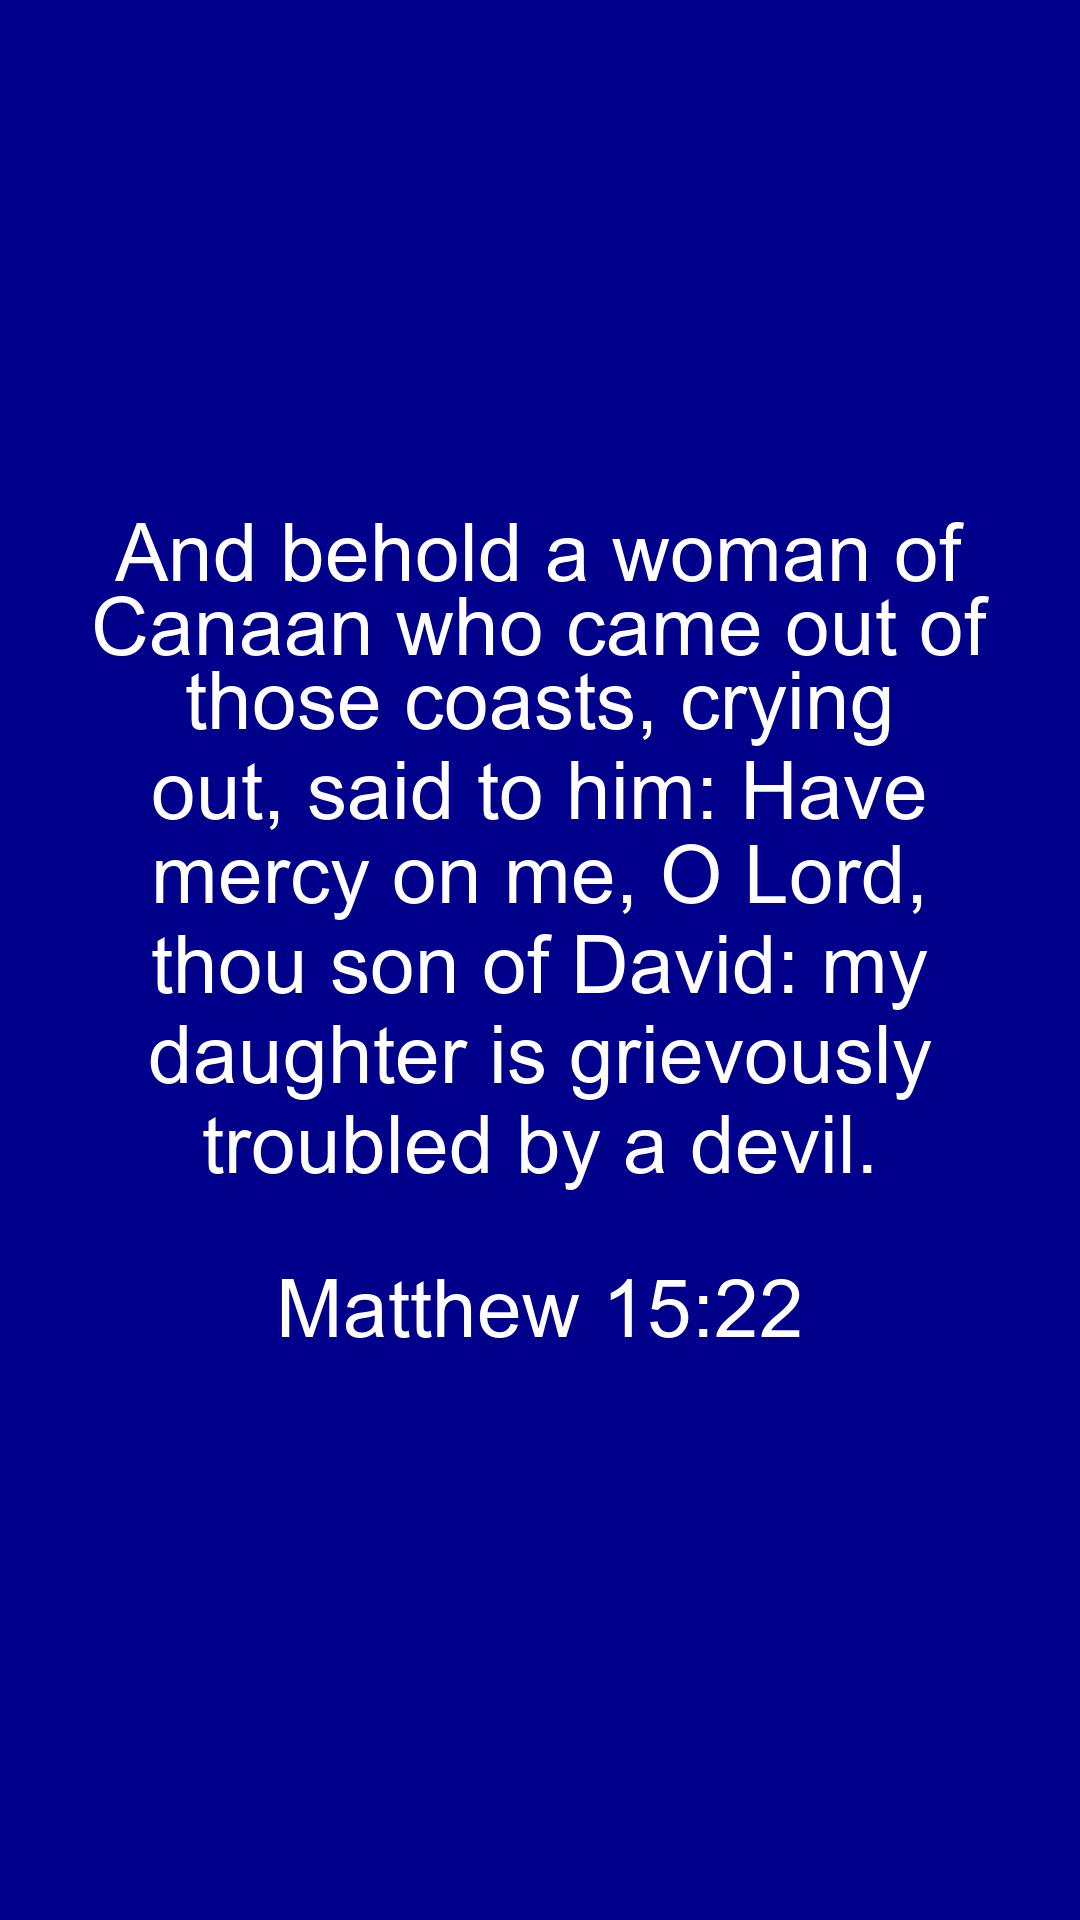 And behold a woman of
Canaan who came out of
those coasts, crying
out, said to him: Have
mercy on me, O Lord,
thou son of David: my
daughter is grievously
troubled by a devil.
Matthew 15:22